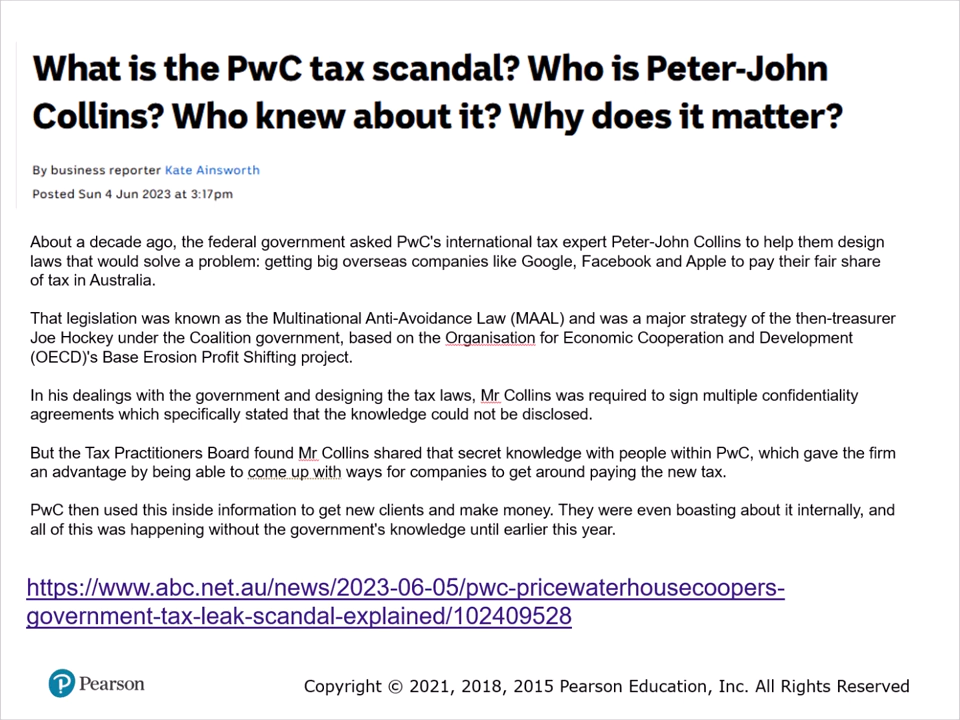 What is the PwC tax scandal? Who is Peter-John
Collins? Who knew about it? Why does it matter?
By business reporter Kate Ainsworth
Posted Sun 4 Jun 2023 at 3:17pm
About a decade ago, the federal government asked PwC's international tax expert Peter-John Collins to help them design
laws that would solve a problem: getting big overseas companies like Google, Facebook and Apple to pay their fair share
of tax in Australia.
That legislation was known as the Multinational Anti-Avoidance Law (MAAL) and was a major strategy of the then-treasurer
Joe Hockey under the Coalition government, based on the Organisation for Economic Cooperation and Development
(OECD)'s Base Erosion Profit Shifting project.
In his dealings with the government and designing the tax laws, Mr Collins was required to sign multiple confidentiality
agreements which specifically stated that the knowledge could not be disclosed.
But the Tax Practitioners Board found Mr Collins shared that secret knowledge with people within PwC, which gave the firm
an advantage by being able to come up with ways for companies to get around paying the new tax.
PwC then used this inside information to get new clients and make money. They were even boasting about it internally, and
all of this was happening without the government's knowledge until earlier this year.
https://www.abc.net.au/news/2023-06-05/pwc-pricewaterhousecoopers-
government-tax-leak-scandal-explained/102409528
Pearson
Copyright © 2021, 2018, 2015 Pearson Education, Inc. All Rights Reserved